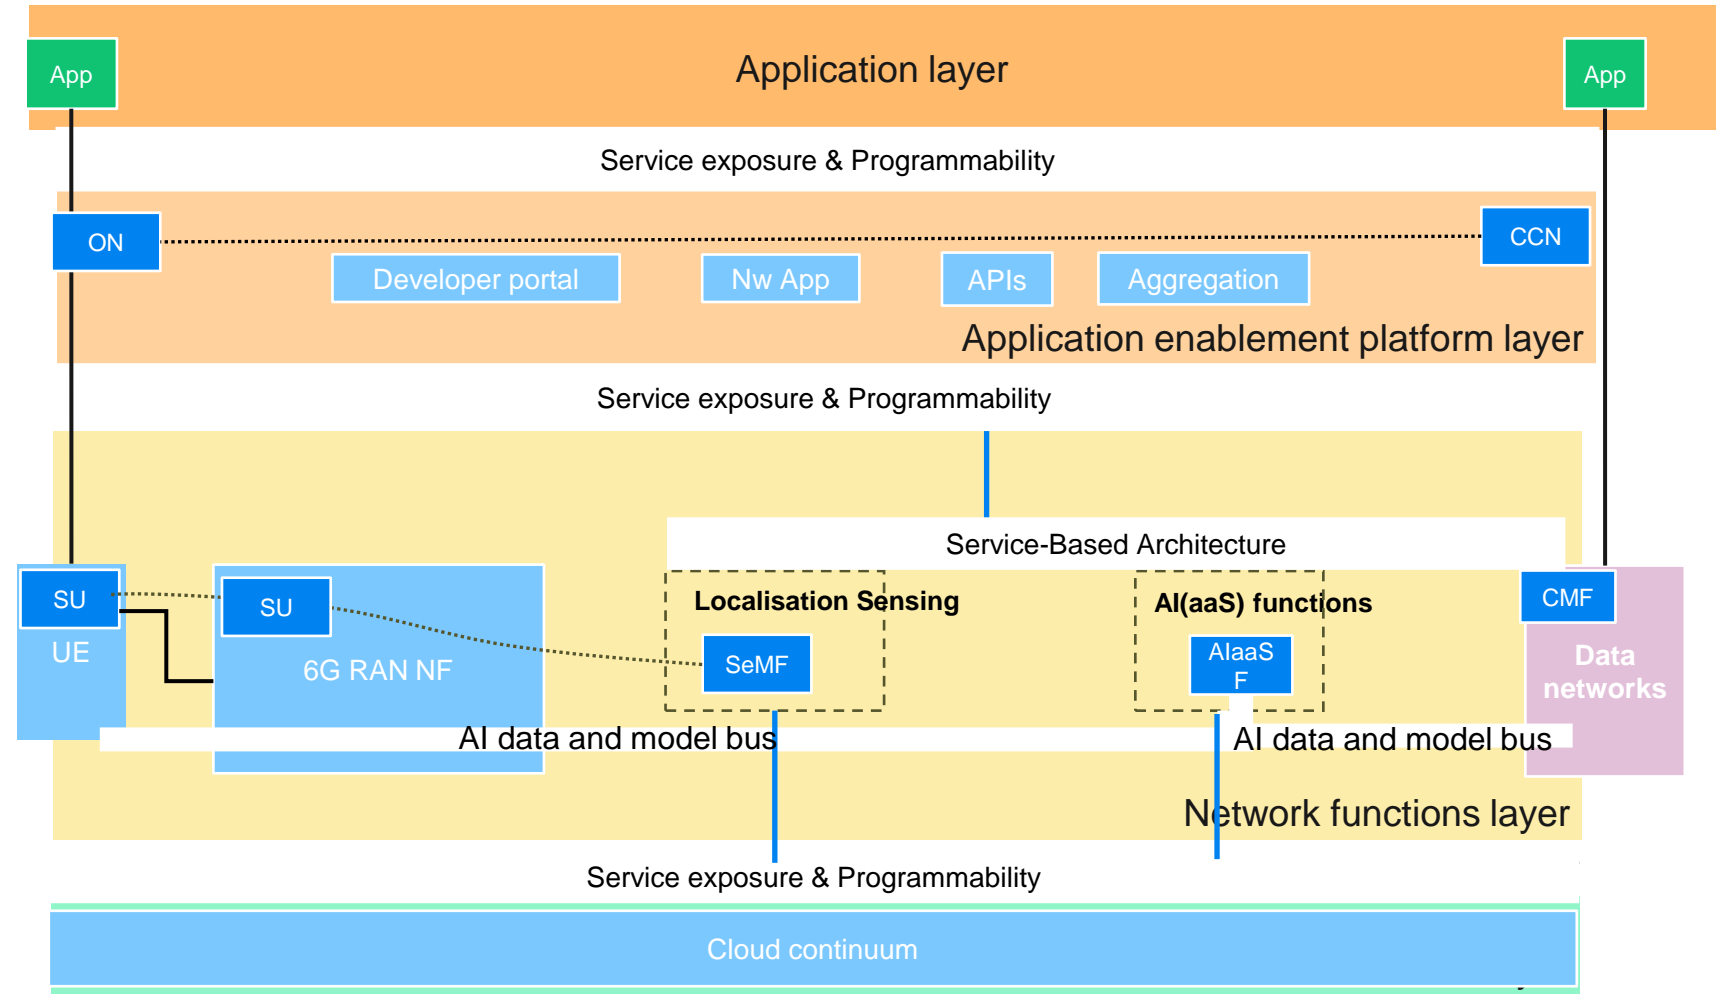 Application layer
App
App
Service exposure & Programmability
ON
CCN
Developer portal
Nw App
APIs
Aggregation
Application enablement platform layer
Service exposure & Programmability
Service-Based Architecture
SU
SU
UE
6G RAN NF
Localisation Sensing
SeMF
AI(aaS) functions
AIaaS
F
CMF
Data
networks
AI data and model bus
AI data and model bus
Network functions layer
Service exposure & Programmability
Cloud continuum